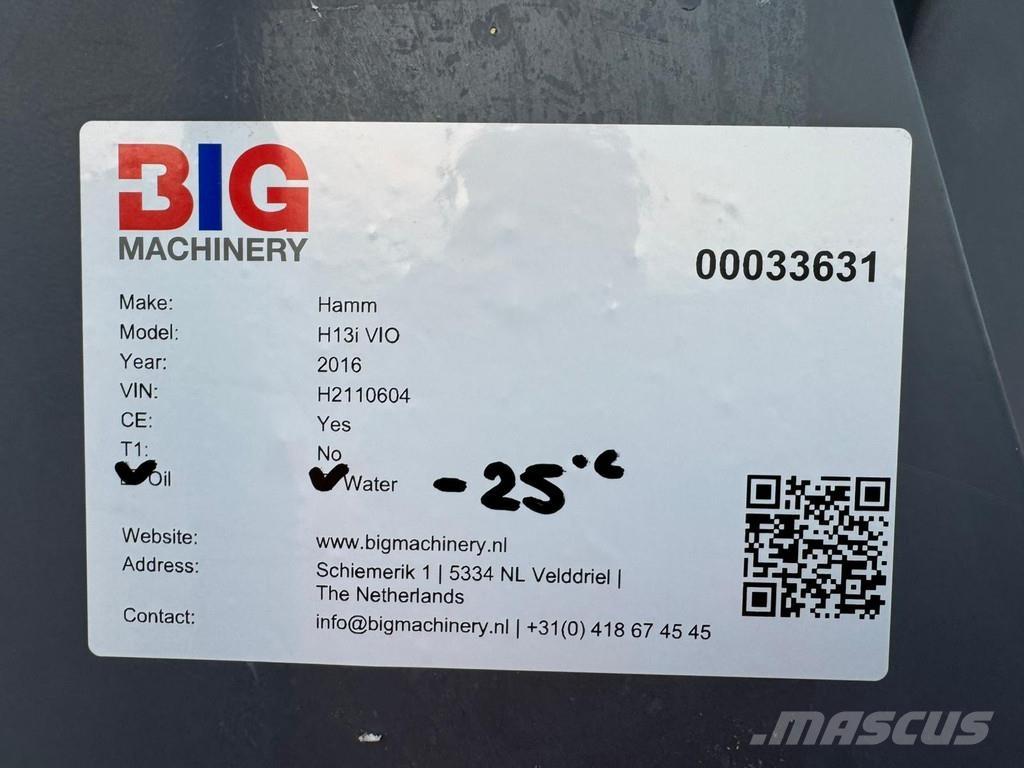 BIG
MACHINERY
00033631
Make: Hamm
Model: H13i VIO
Year: 2016
VIN: H2110604
CE: Yes
T1: No
Oil Water -25°C
Website: www.bigmachinery.nl
Address: Schiemerik 1 | 5334 NL Velddriel |
The Netherlands
Contact: info@bigmachinery.nl | +31(0) 418 67 45 45
.MASCUS